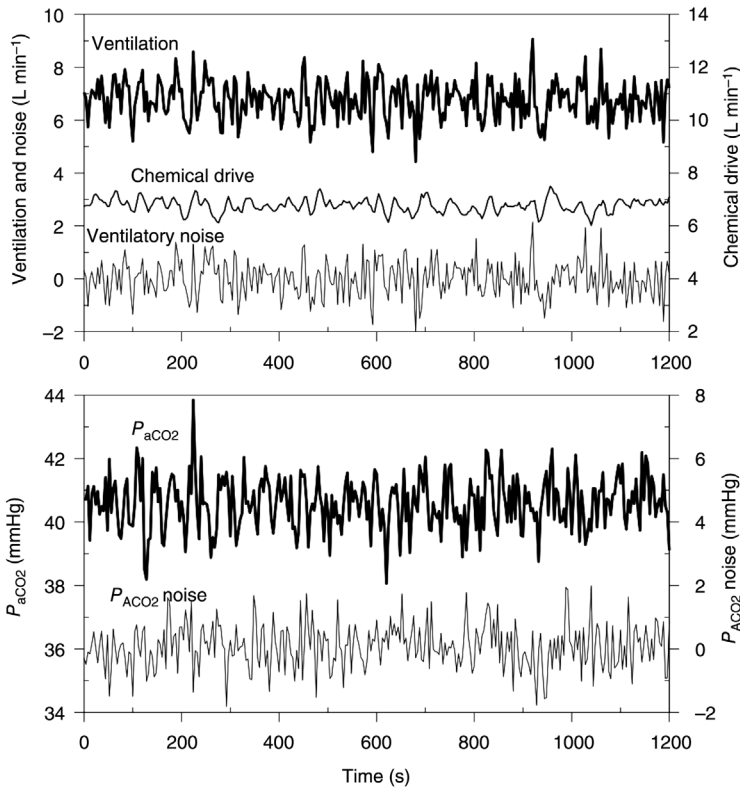 10
8
6
4
2
0
–2
Ventilation and noise (L min–1)
Ventilation
Chemical drive
Ventilatory noise
14
12
10
8
6
4
2
Chemical drive (L min–1)
0 200 400 600 800 1000 1200
44
42
40
38
36
34
PaCO2 (mmHg)
PaCO2
PACO2 noise
8
6
4
2
0
–2
PACO2 noise (mmHg)
0 200 400 600 800 1000 1200
Time (s)